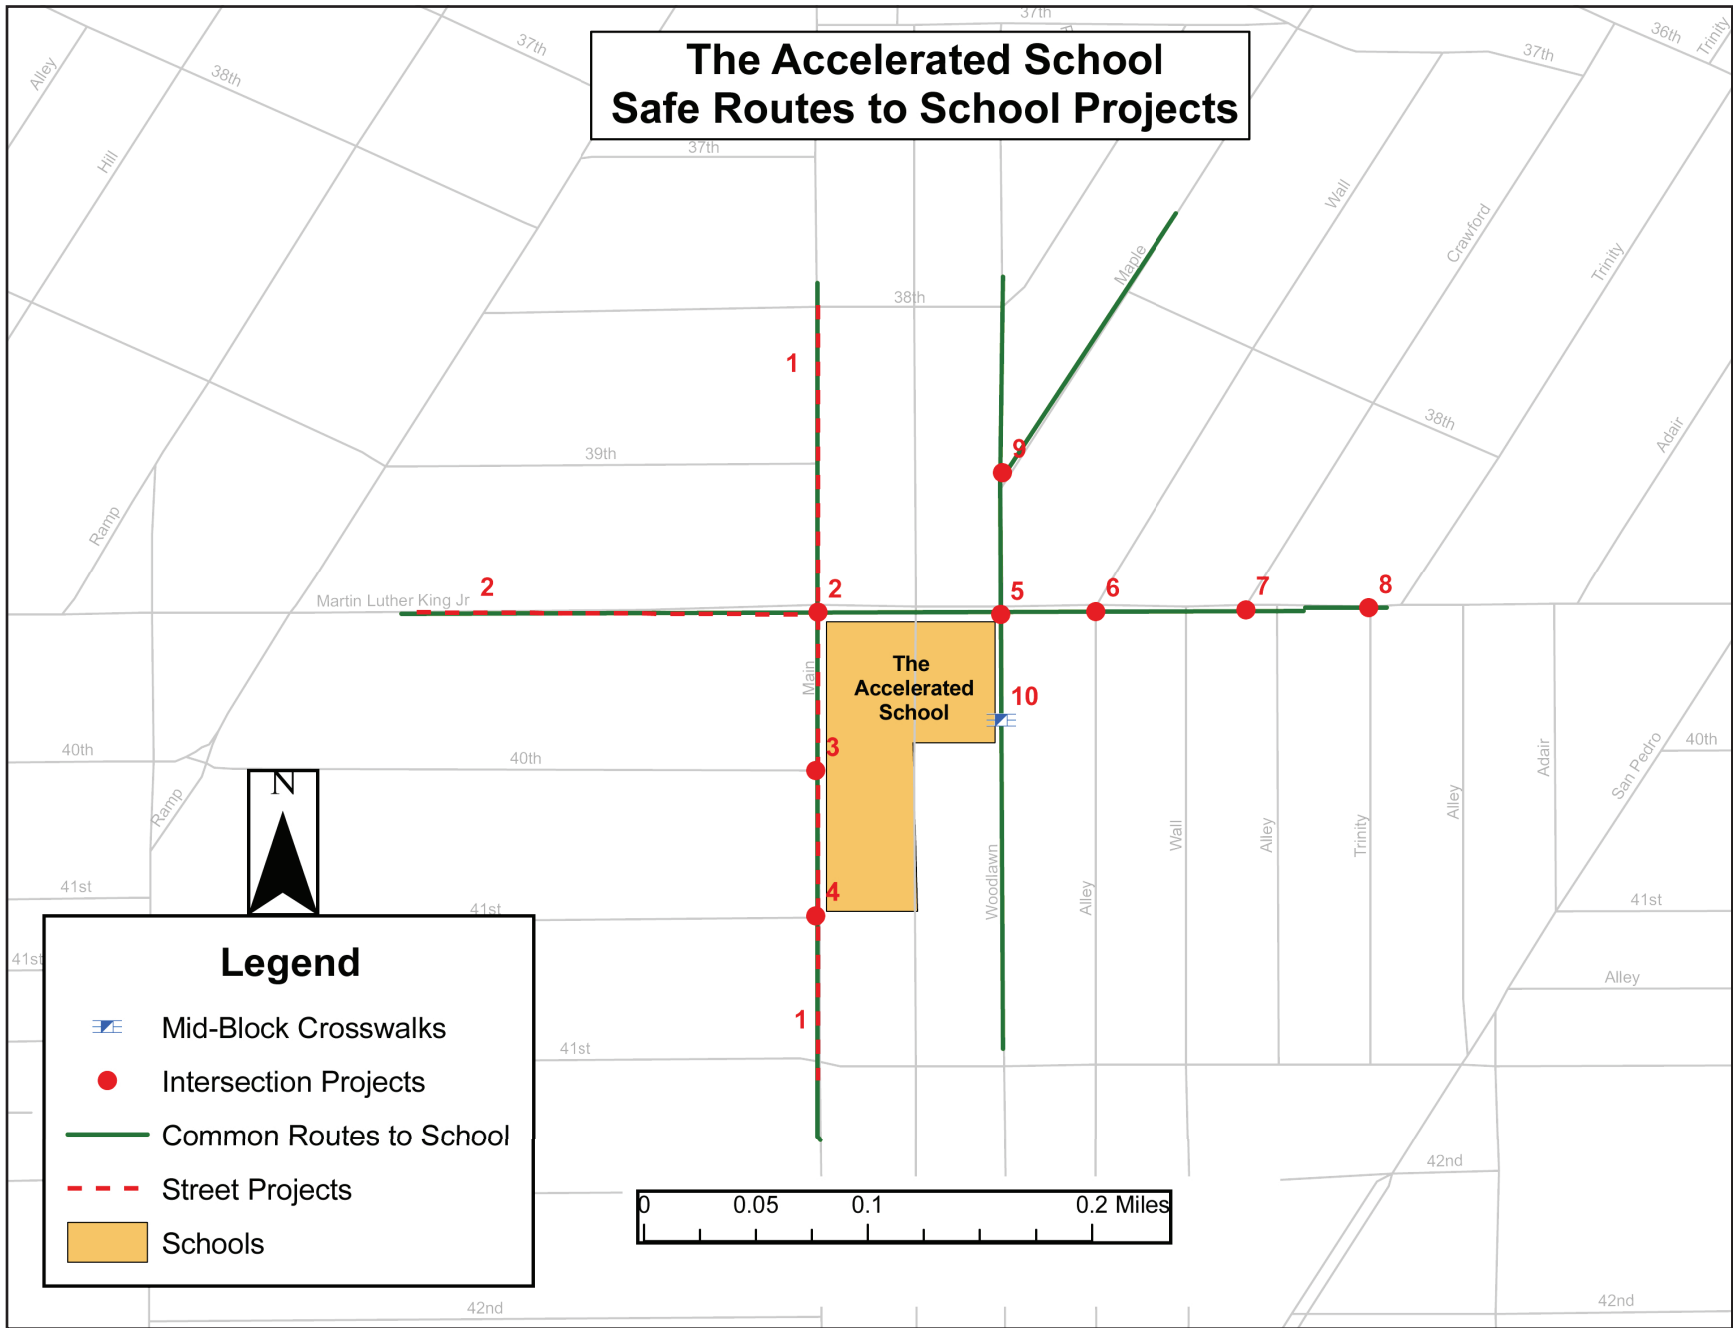 37th
36th
Trinity
37th
38th
Alley
The Accelerated School
Safe Routes to School Projects
37th
37th
Hill
Wall
Crawford
Trinity
Maple
38th
1
38th
Adair
39th
9
Ramp
2
Martin Luther King Jr
2
5
6
7
8
The
Accelerated
School
Main
10
3
40th
40th
40th
Adair
San Pedro
N
Ramp
Wall
Alley
Trinity
Alley
Woodlawn
Alley
4
41st
41st
41st
41st
Alley
1
41st
Legend
Mid-Block Crosswalks
Intersection Projects
Common Routes to School
Street Projects
Schools
42nd
0 0.05 0.1 0.2 Miles
42nd
42nd